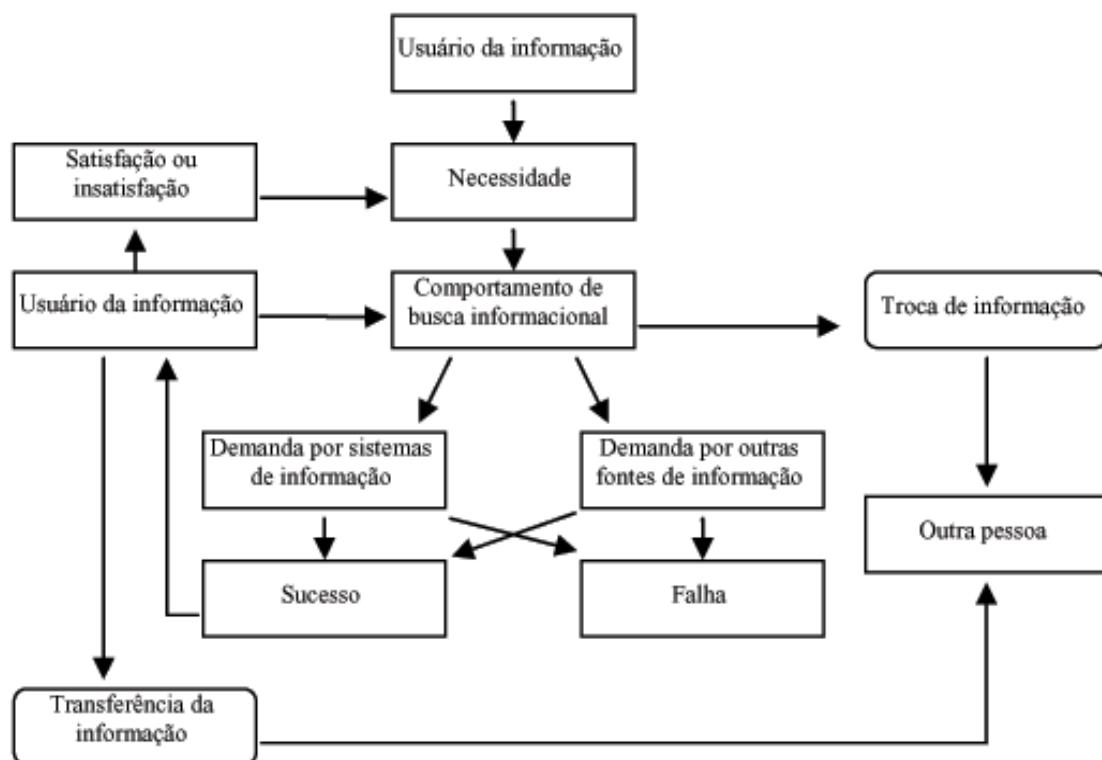 Usuário da informação
Satisfação ou
insatisfação
Necessidade
Usuário da informação
Comportamento de
busca informacional
Troca de informação
Demanda por sistemas
de informação
Demanda por outras
fontes de informação
Outra pessoa
Sucesso
Falha
Transferência da
informação